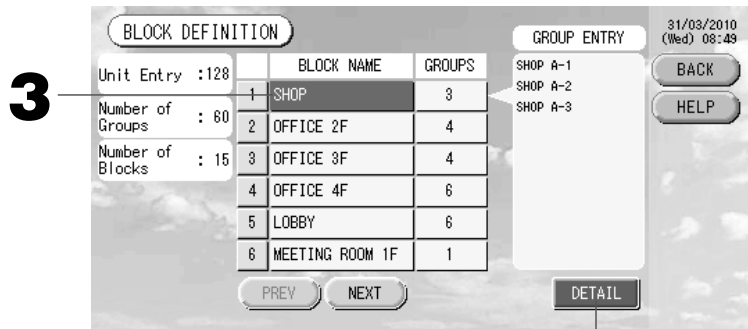 BLOCK DEFINITION
31/03/2010
(Wed) 08:49
GROUP ENTRY
BACK
HELP
Unit Entry :128
Number of Groups : 60
Number of Blocks : 15
3
BLOCK NAME GROUPS
1 SHOP 3
2 OFFICE 2F 4
3 OFFICE 3F 4
4 OFFICE 4F 6
5 LOBBY 6
6 MEETING ROOM 1F 1
SHOP A-1
SHOP A-2
SHOP A-3
PREV NEXT
DETAIL